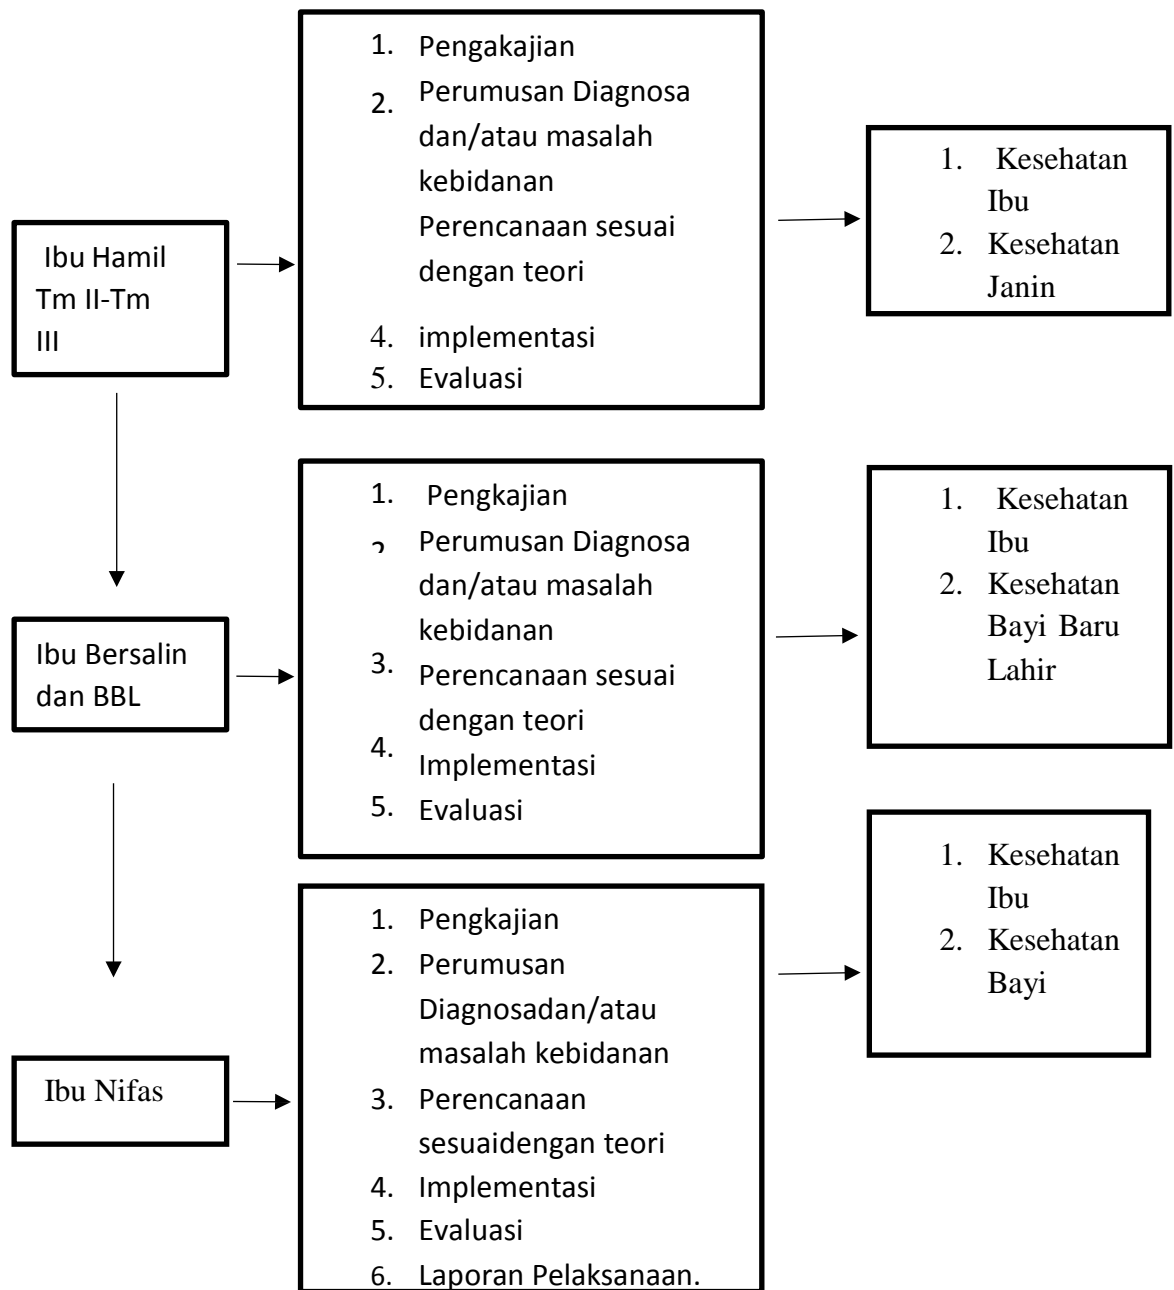 Ibu Hamil
Tm II-Tm
III
1. Pengakajian
2. Perumusan Diagnosa
dan/atau masalah
kebidanan
Perencanaan sesuai
dengan teori
4. implementasi
5. Evaluasi
1. Kesehatan
Ibu
2. Kesehatan
Janin
Ibu Bersalin
dan BBL
1. Pengkajian
Perumusan Diagnosa
dan/atau masalah
kebidanan
3. Perencanaan sesuai
dengan teori
4. Implementasi
5. Evaluasi
1. Kesehatan
Ibu
2. Kesehatan
Bayi Baru
Lahir
Ibu Nifas
1. Pengkajian
2. Perumusan
Diagnosadan/atau
masalah kebidanan
3. Perencanaan
sesuaidengan teori
4. Implementasi
5. Evaluasi
6. Laporan Pelaksanaan.
1. Kesehatan
Ibu
2. Kesehatan
Bayi